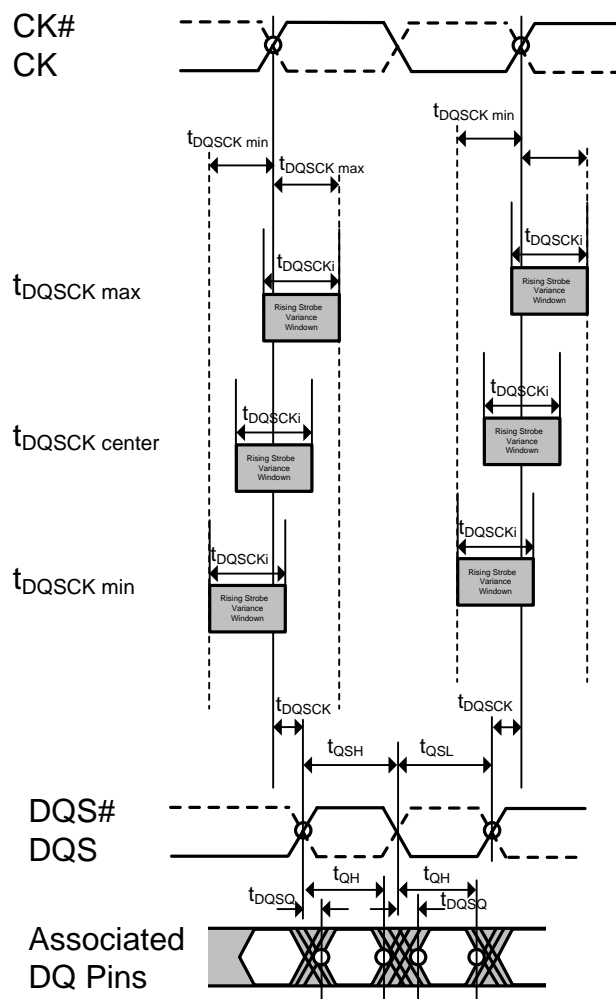 CK#
CK
tDQSCK min
tDQSCK min
tDQSCK max
tDQSCKi
tDQSCKi
tDQSCK max
Rising Strobe
Variance
Windown
Rising Strobe
Variance
Windown
tDQSCKi
tDQSCKi
tDQSCK center
Rising Strobe
Variance
Windown
Rising Strobe
Variance
Windown
tDQSCKi
tDQSCKi
tDQSCK min
Rising Strobe
Variance
Windown
Rising Strobe
Variance
Windown
tDQSCK
tDQSCK
tQSH
tQSL
DQS#
DQS
tQH
tQH
tDQSQ
tDQSQ
Associated
DQ Pins